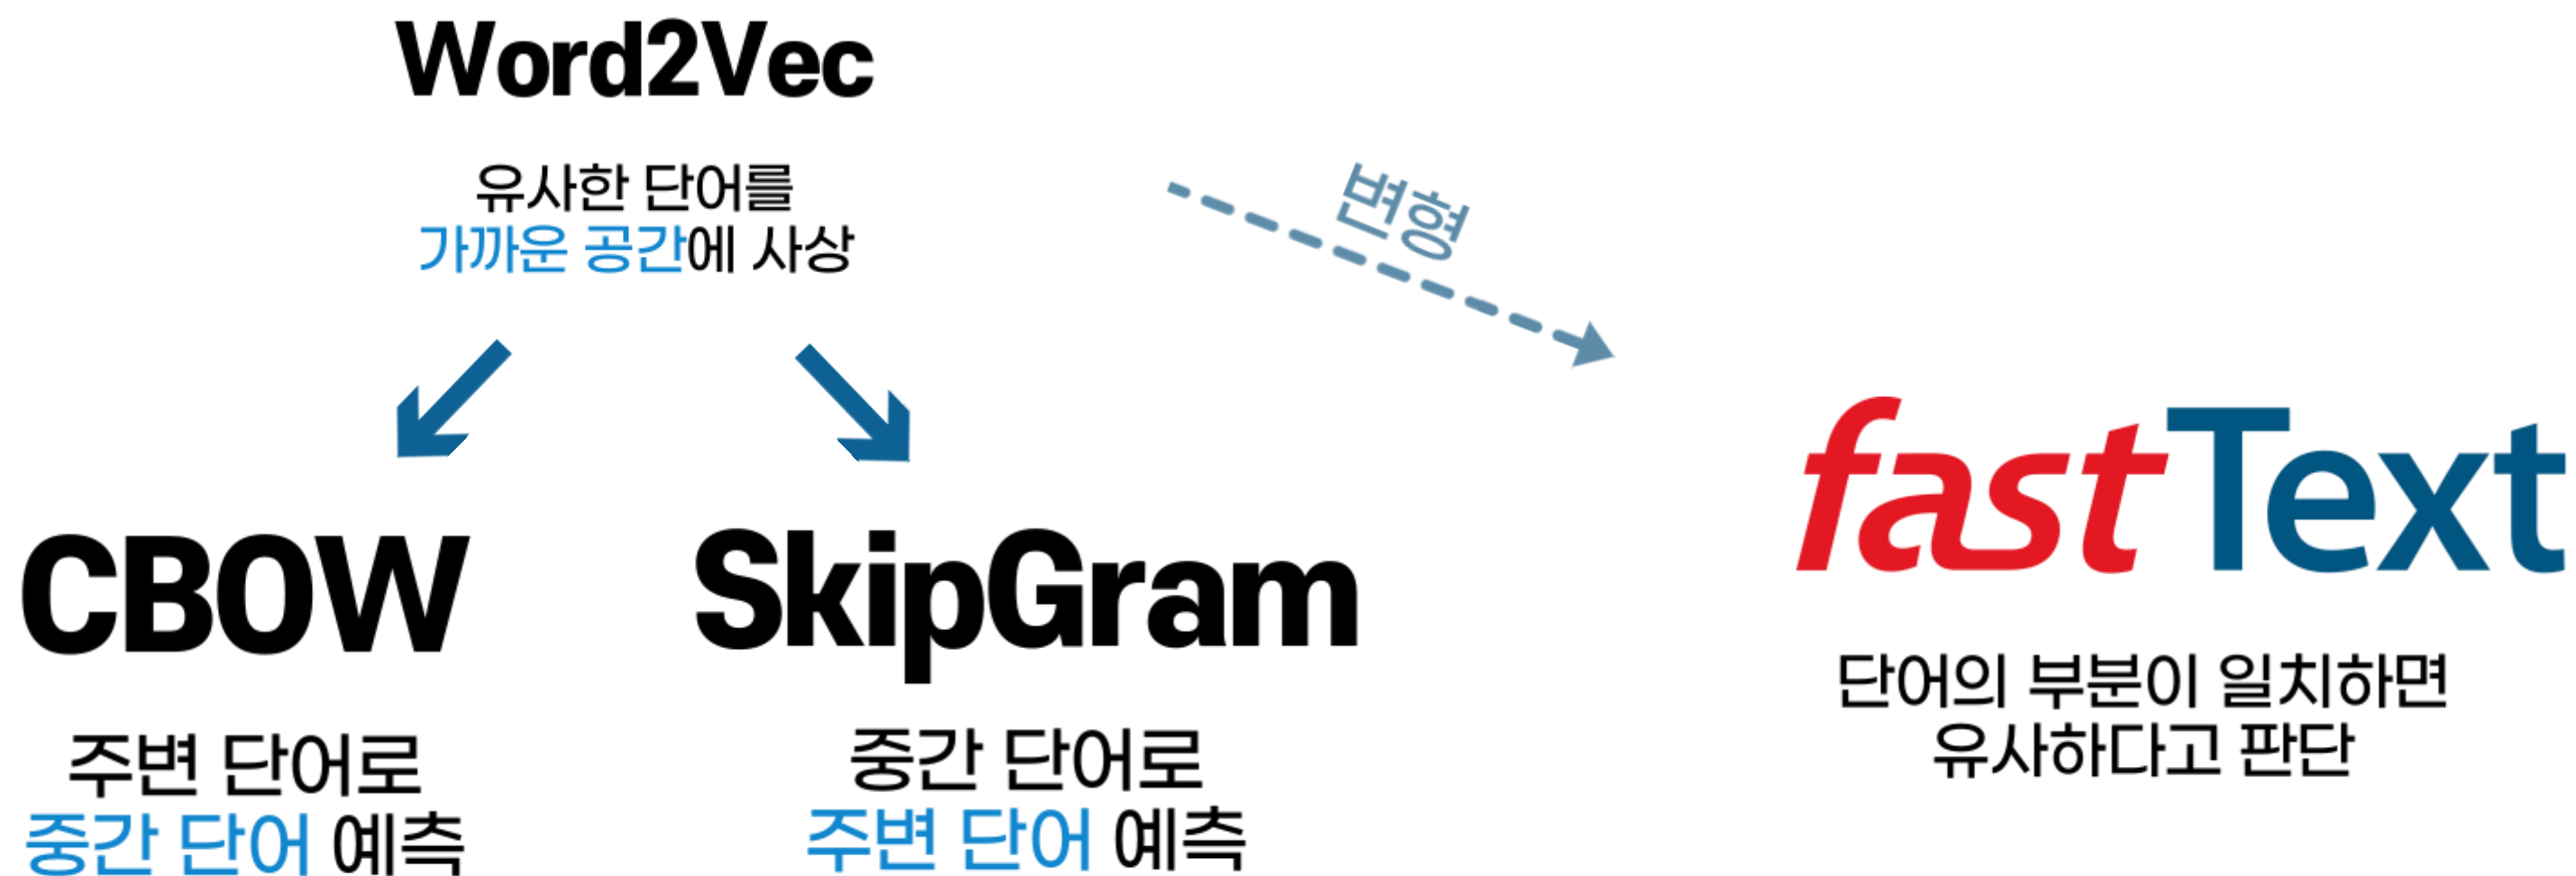 Word2Vec
유사한 단어를
가까운 공간에 사상
변형
CBOW
주변 단어로
중간 단어 예측
SkipGram
중간 단어로
주변 단어 예측
fastText
단어의 부분이 일치하면
유사하다고 판단